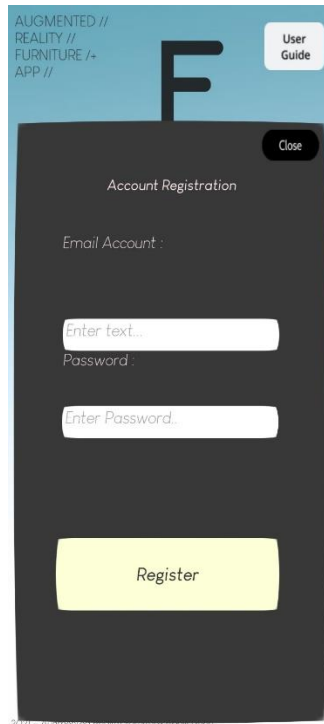 AUGMENTED //
REALITY //
FURNITURE /+
APP //
F
User
Guide
Close
Account Registration
Email Account :
Enter text...
Password :
Enter Password..
Register